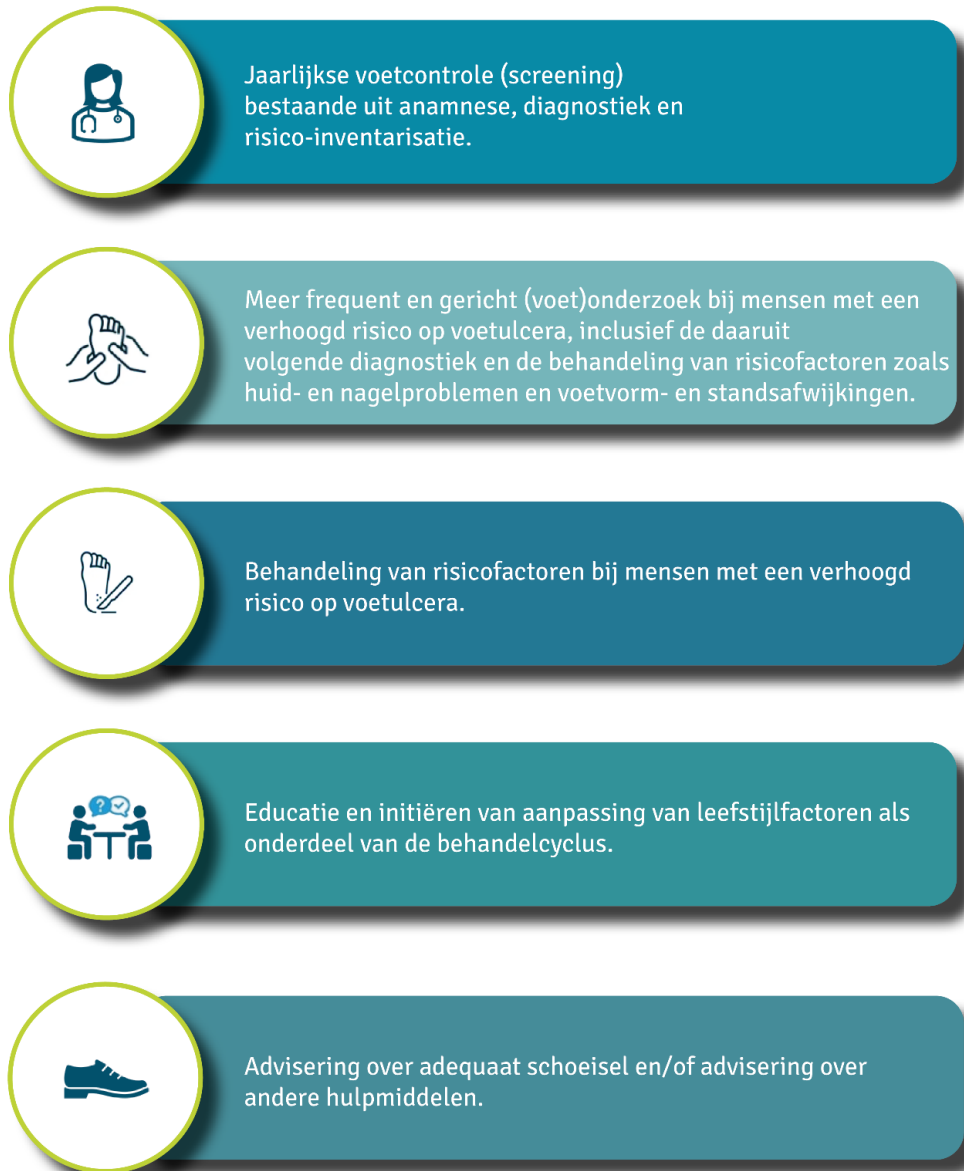 Jaarlijkse voetcontrole (screening)
bestaande uit anamnese, diagnostiek en
risico-inventarisatie.
Meer frequent en gericht (voet)onderzoek bij mensen met een
verhoogd risico op voetulcera, inclusief de daaruit
volgende diagnostiek en de behandeling van risicofactoren zoals
huid- en nagelproblemen en voetvorm- en standsafwijkingen.
Behandeling van risicofactoren bij mensen met een verhoogd
risico op voetulcera.
Educatie en initiëren van aanpassing van leefstijlfactoren als
onderdeel van de behandelcyclus.
Advisering over adequaat schoeisel en/of advisering over
andere hulpmiddelen.